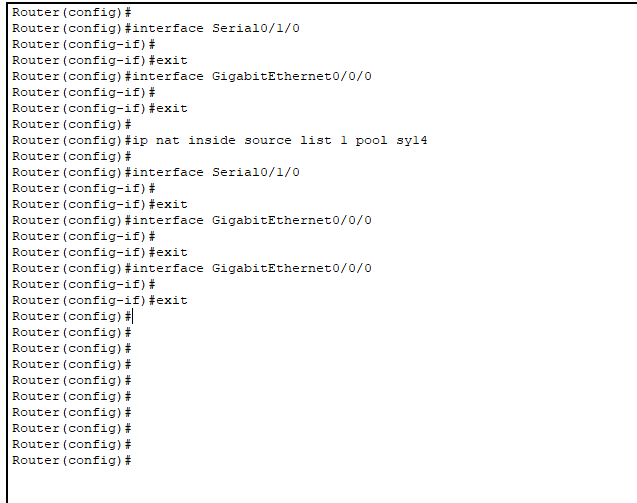 Router(config)#
Router(config)#interface Serial0/1/0
Router(config-if)#
Router(config-if)#exit
Router(config)#interface GigabitEthernet0/0/0
Router(config-if)#
Router(config-if)#exit
Router(config)#
Router(config)#ip nat inside source list 1 pool sy14
Router(config)#
Router(config)#interface Serial0/1/0
Router(config-if)#
Router(config-if)#exit
Router(config)#interface GigabitEthernet0/0/0
Router(config-if)#
Router(config-if)#exit
Router(config)#interface GigabitEthernet0/0/0
Router(config-if)#
Router(config-if)#exit
Router(config)#
Router(config)#
Router(config)#
Router(config)#
Router(config)#
Router(config)#
Router(config)#
Router(config)#
Router(config)#
Router(config)#